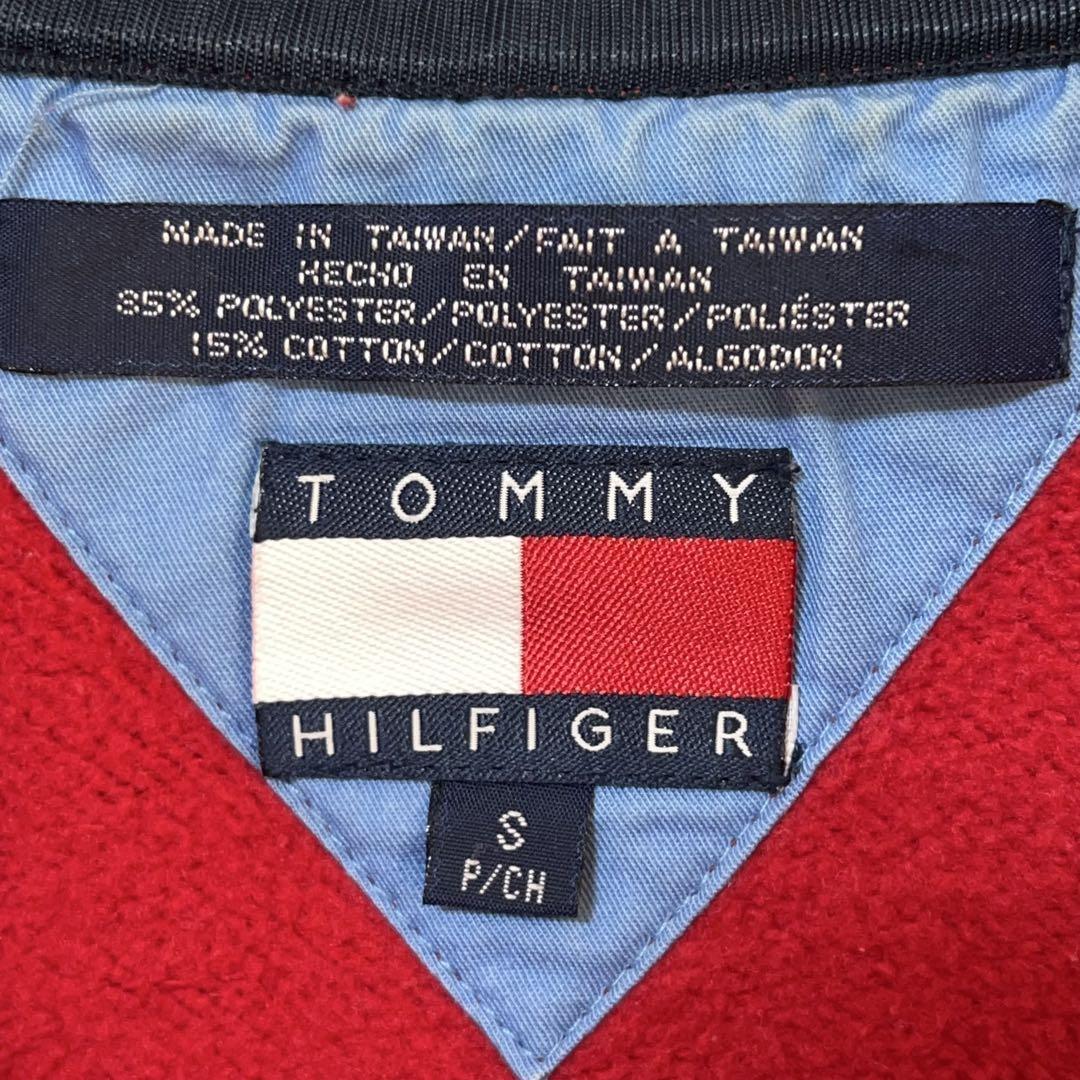 MADE IN TAIWAN/FAIT A TAIWAN
HECHO EN TAIWAN
85% POLYESTER/POLYESTER/POLIÉSTER
15% COTTON/COTTON/ALGODON
TOMMY
HILFIGER
S
P/CH